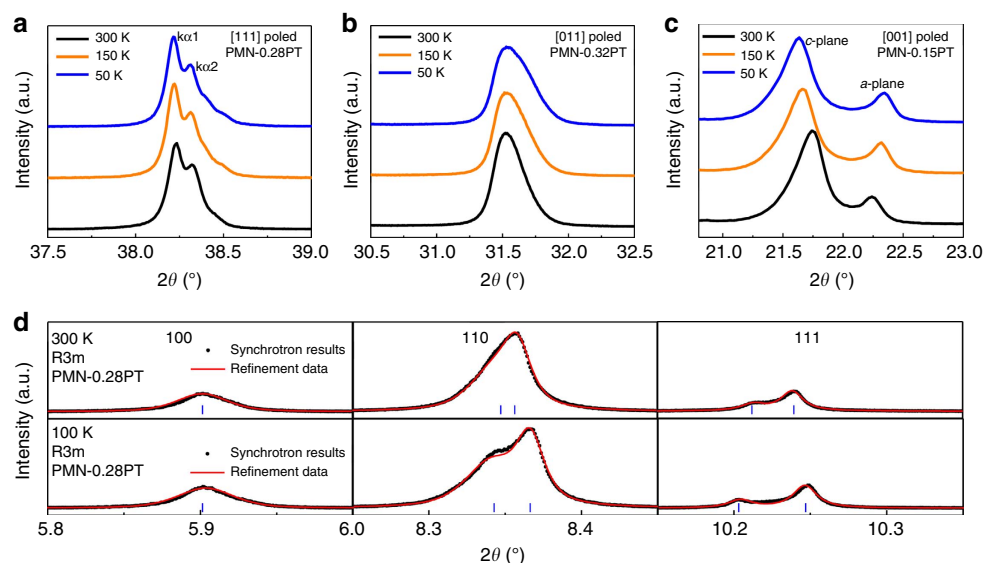 a
300 K
150 K
50 K
kα1
kα2
[111] poled
PMN-0.28PT
Intensity (a.u.)
37.5 38.0 38.5 39.0
2θ (°)
b
300 K
150 K
50 K
[011] poled
PMN-0.32PT
Intensity (a.u.)
30.5 31.0 31.5 32.0 32.5
2θ (°)
c
300 K
150 K
50 K
c-plane
a-plane
[001] poled
PMN-0.15PT
Intensity (a.u.)
21.0 21.5 22.0 22.5 23.0
2θ (°)
d
300 K
R3m
PMN-0.28PT
100
Synchrotron results
Refinement data
110
111
100 K
R3m
PMN-0.28PT
Synchrotron results
Refinement data
Intensity (a.u.)
5.8 5.9 6.0 8.3 8.4 10.2 10.3
2θ (°)